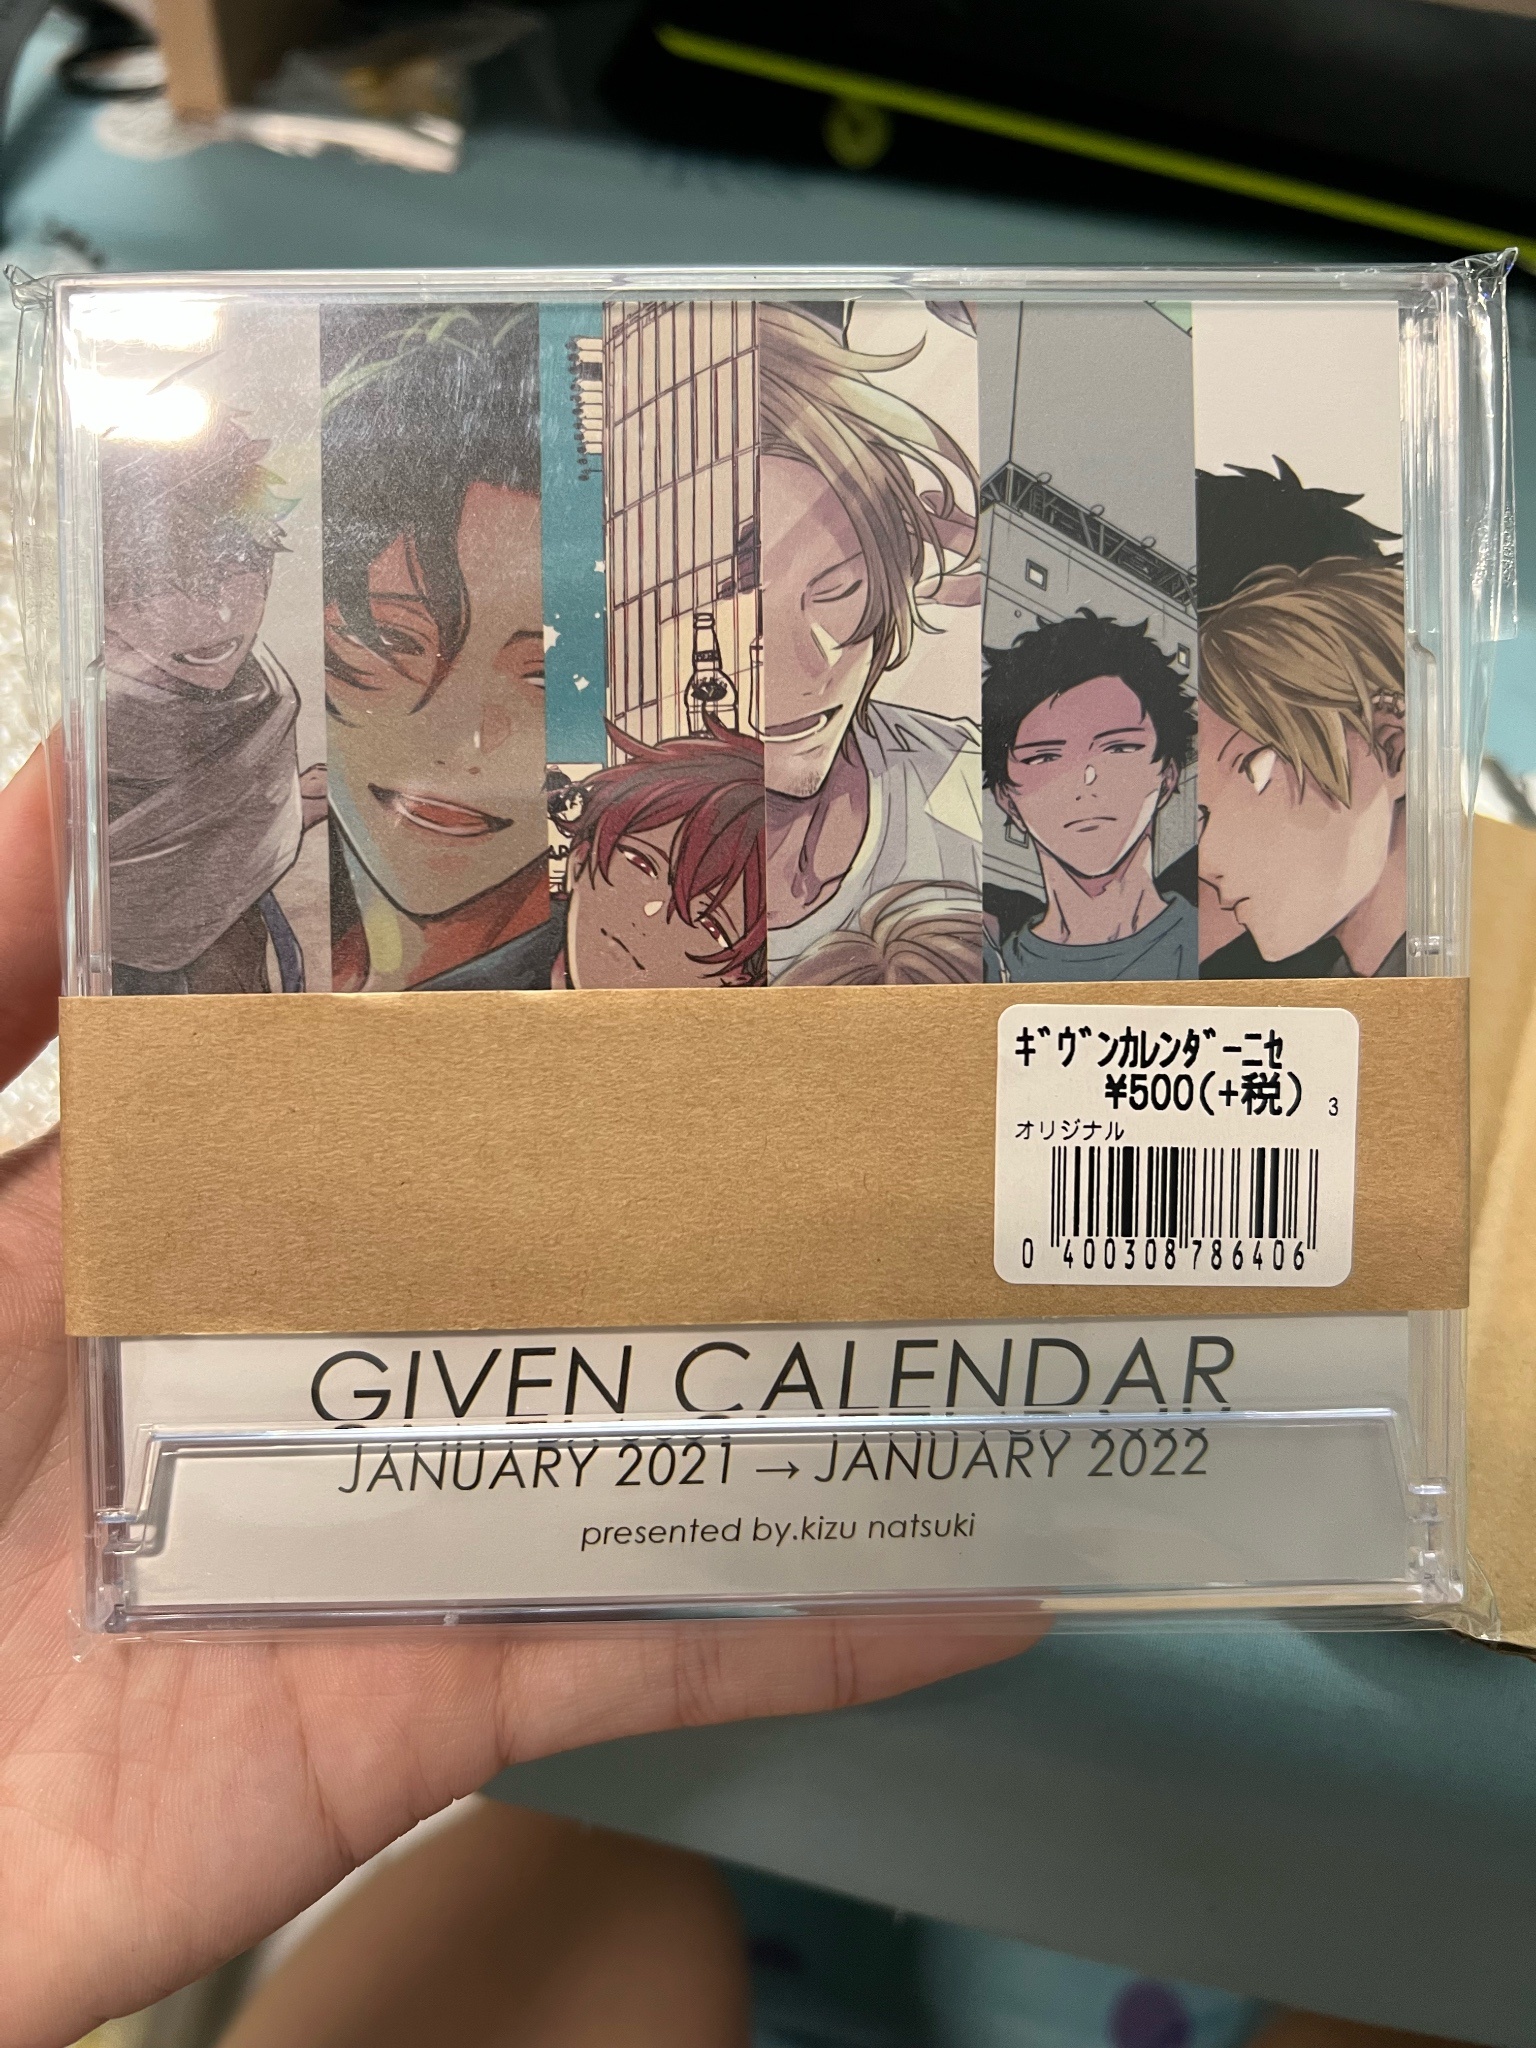 ｷﾞｳﾞﾝｶﾚﾝﾀﾞｰﾆｾ
¥500(+税) 3
オリジナル
0 400308 786406
GIVEN CALENDAR
JANUARY 2021 → JANUARY 2022
presented by.kizu natsuki